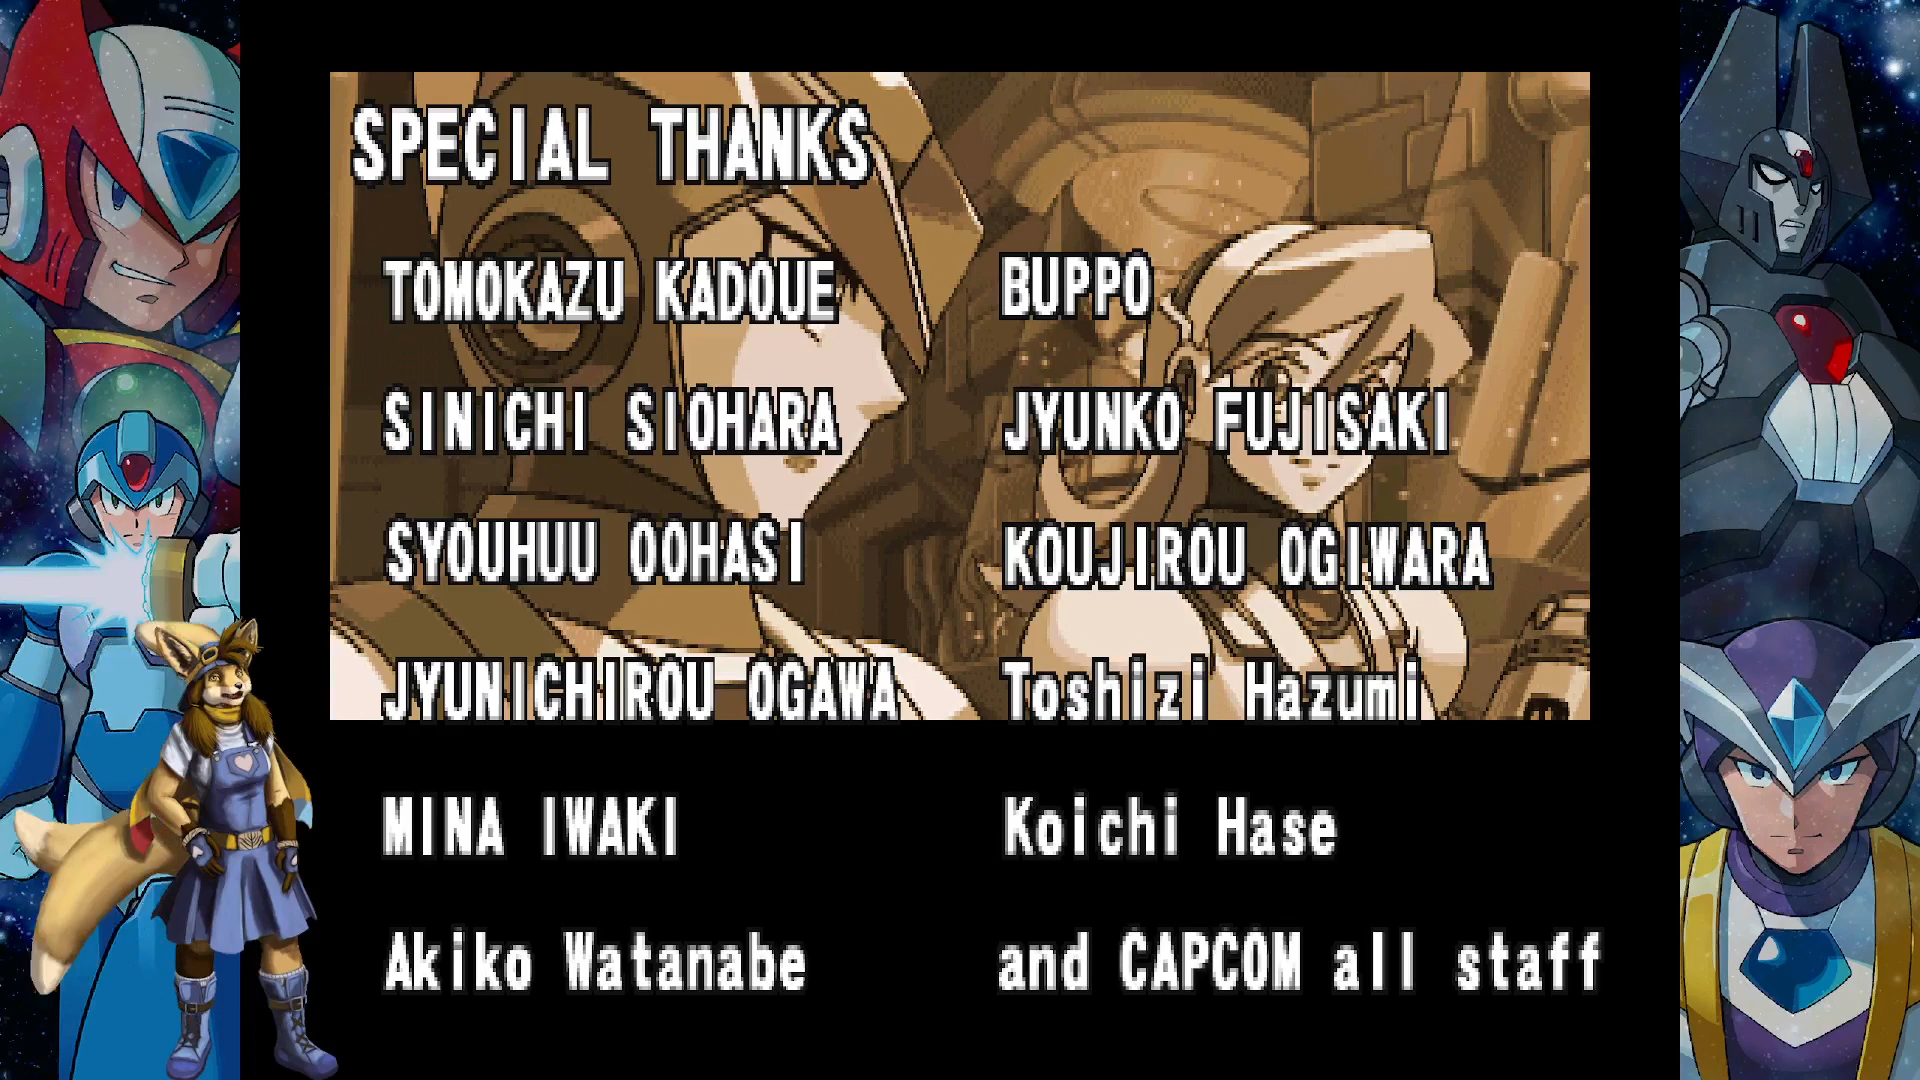 SPECIAL THANKS
TOMOKAZU KADOUE
BUPPO
SINICHI SIOHARA
JYUNKO FUJISAKI
SYOUHUU OOHASI
KOUJIROU OGIWARA
JYUNICHIROU OGAWA
Toshizi Hazumi
MINA IWAKI
Koichi Hase
Akiko Watanabe
and CAPCOM all staff